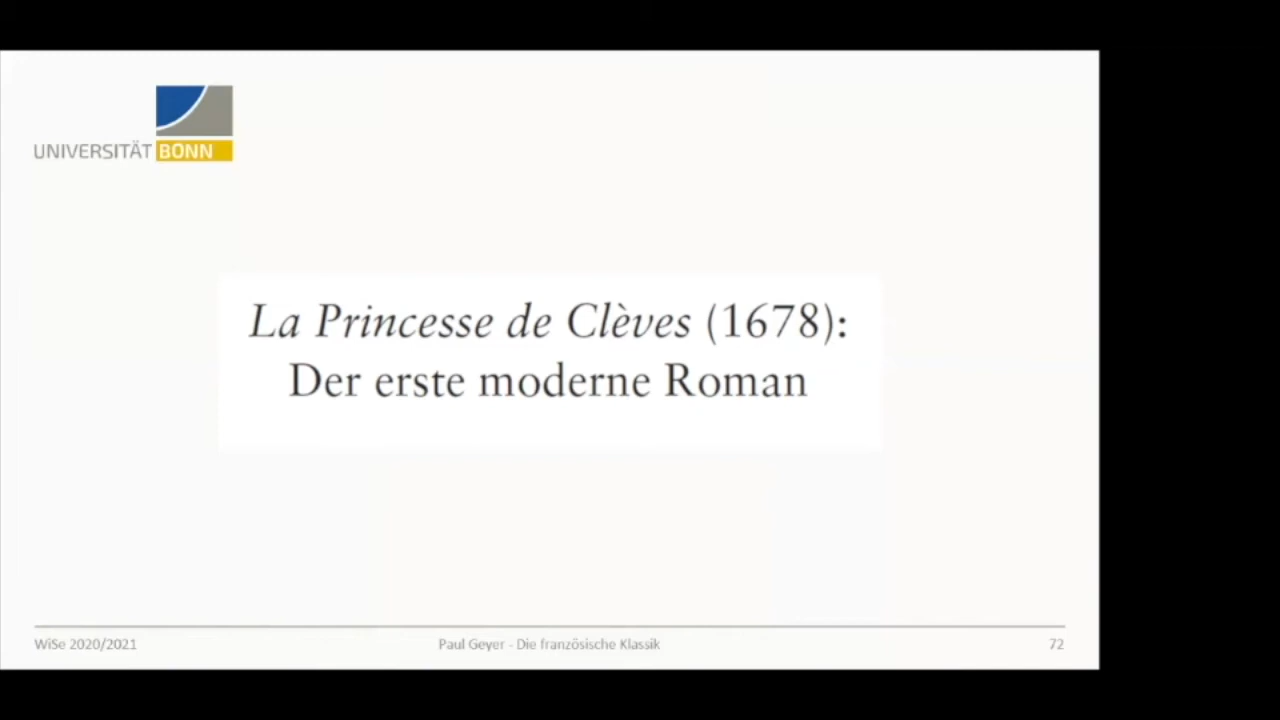 UNIVERSITÄT BONN
La Princesse de Clèves (1678):
Der erste moderne Roman
WiSe 2020/2021
Paul Geyer - Die französische Klassik
72